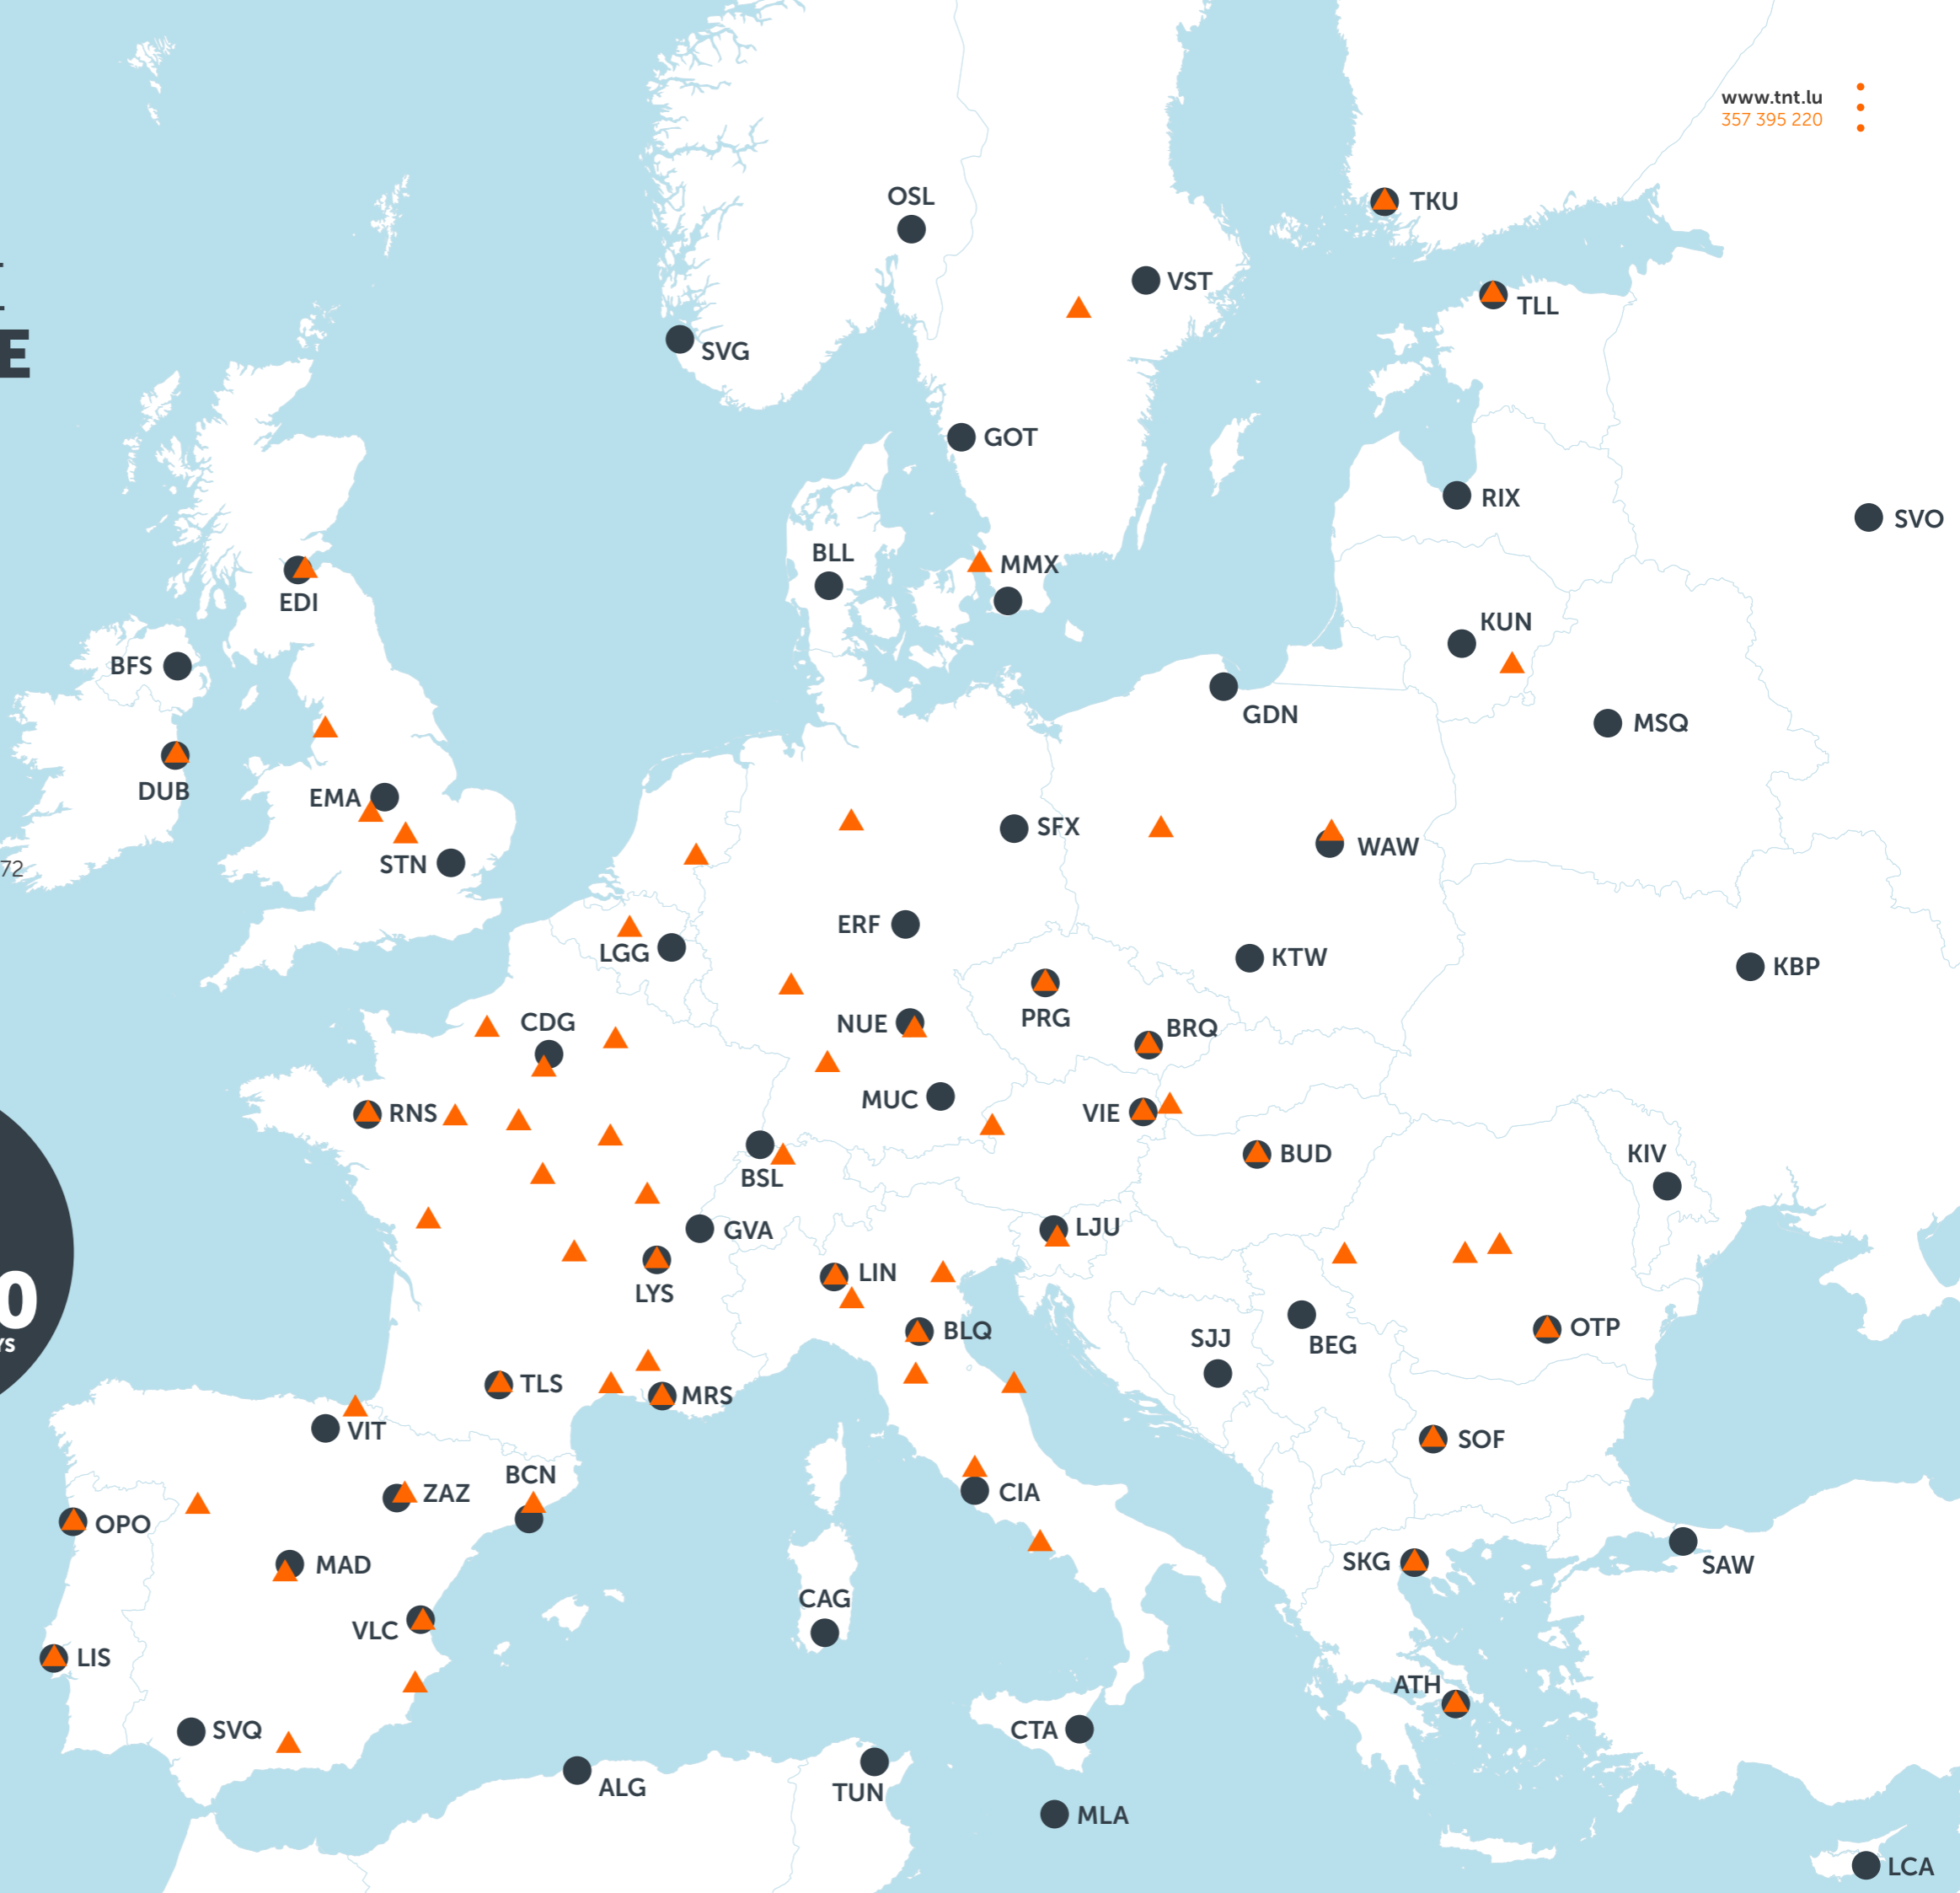 www.tnt.lu
357 395 220
OSL
TKU
VST
TLL
SVG
E
GOT
RIX
SVO
BLL
MMX
EDI
KUN
BFS
GDN
MSQ
DUB
EMA
SFX
WAW
STN
72
ERF
LGG
KTW
KBP
CDG
NUE
PRG
BRQ
MUC
RNS
VIE
BUD
KIV
BSL
GVA
LJU
LIN
LYS
0
YS
BLQ
SJJ
BEG
OTP
TLS
MRS
VIT
SOF
BCN
ZAZ
CIA
OPO
MAD
SKG
SAW
CAG
VLC
LIS
ATH
SVQ
CTA
ALG
TUN
MLA
LCA